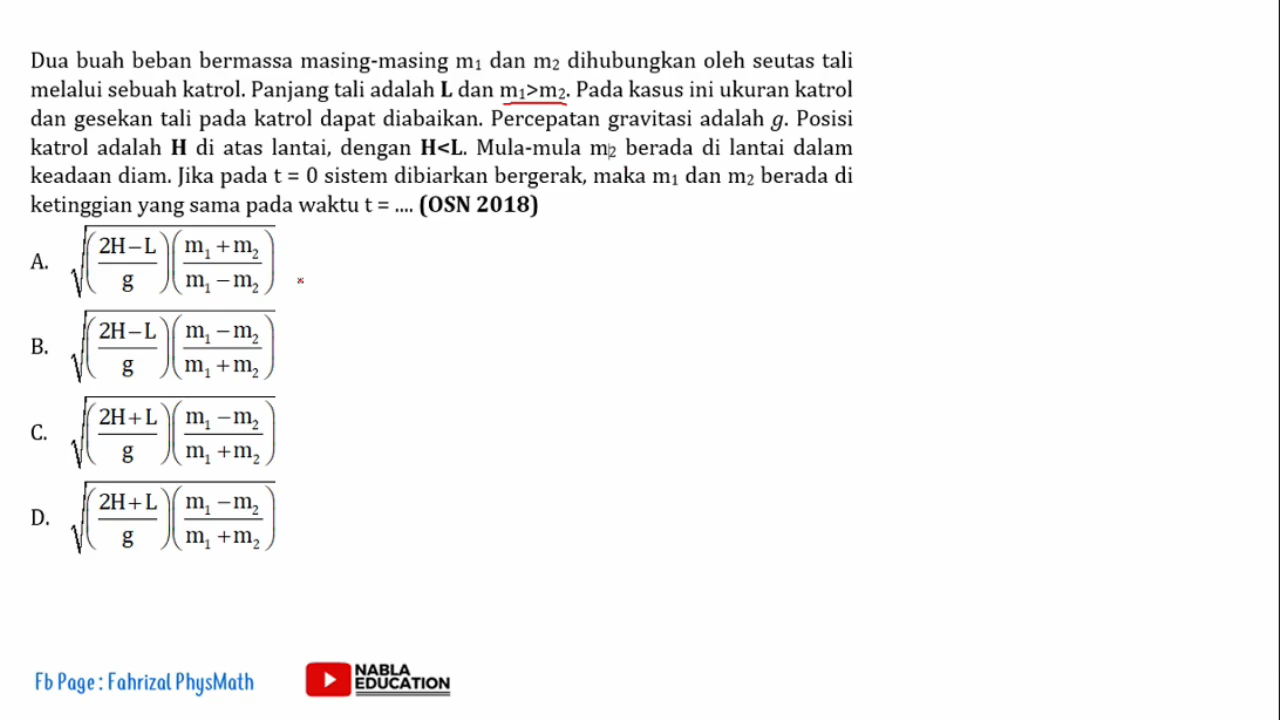 Dua buah beban bermassa masing-masing m₁ dan m₂ dihubungkan oleh seutas tali
melalui sebuah katrol. Panjang tali adalah L dan m₁>m₂. Pada kasus ini ukuran katrol
dan gesekan tali pada katrol dapat diabaikan. Percepatan gravitasi adalah g. Posisi
katrol adalah H di atas lantai, dengan H<L. Mula-mula m₂ berada di lantai dalam
keadaan diam. Jika pada t = 0 sistem dibiarkan bergerak, maka m₁ dan m₂ berada di
ketinggian yang sama pada waktu t = .... (OSN 2018)
A. √((2H−L)/g)((m₁+m₂)/(m₁−m₂))
B. √((2H−L)/g)((m₁−m₂)/(m₁+m₂))
C. √((2H+L)/g)((m₁−m₂)/(m₁+m₂))
D. √((2H+L)/g)((m₁−m₂)/(m₁+m₂))
Fb Page : Fahrizal PhysMath
NABLA
EDUCATION